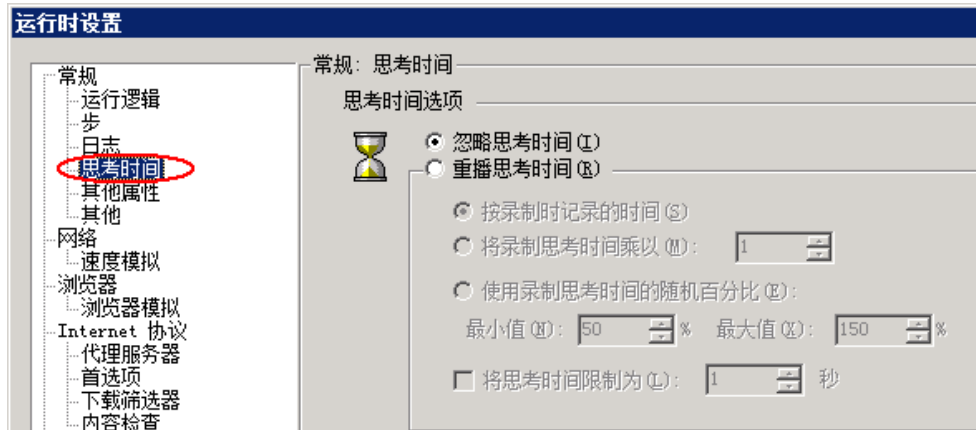 运行时设置
常规
运行逻辑
步
日志
思考时间
其他属性
其他
网络
速度模拟
浏览器
浏览器模拟
Internet 协议
代理服务器
首选项
下载筛选器
内容检查
常规: 思考时间
思考时间选项
忽略思考时间(I)
重播思考时间(R)
按录制时记录的时间(S)
将录制思考时间乘以(M): 1
使用录制思考时间的随机百分比(E):
最小值(N): 50 % 最大值(X): 150 %
将思考时间限制为(L): 1 秒